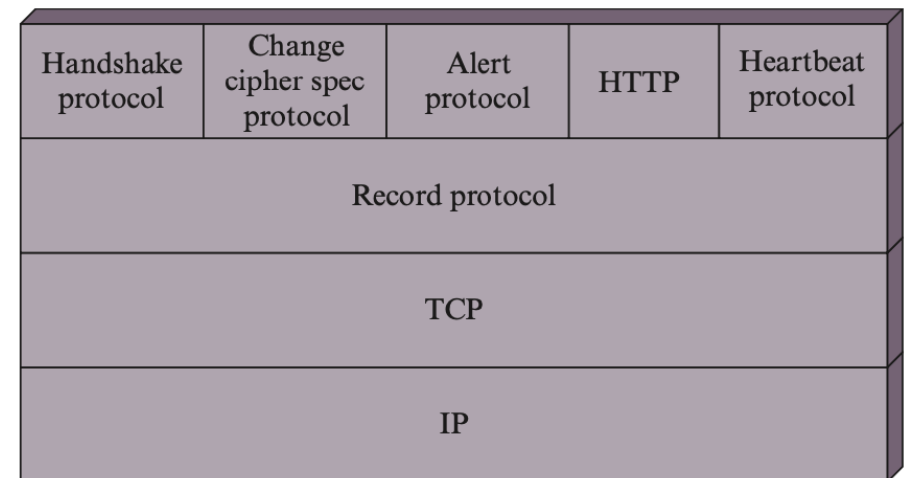 Handshake
protocol
Change
cipher spec
protocol
Alert
protocol
HTTP
Heartbeat
protocol
Record protocol
TCP
IP